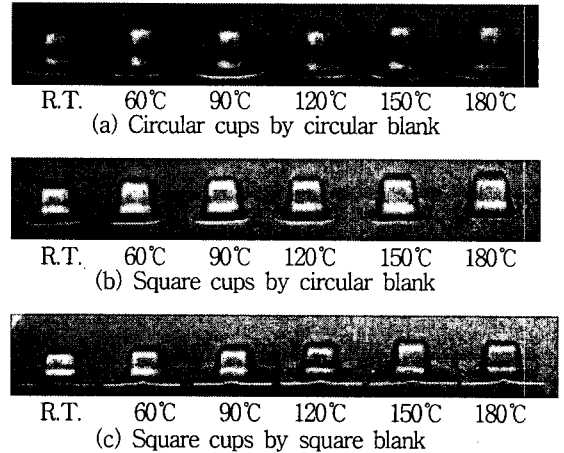 R.T. 60℃ 90℃ 120℃ 150℃ 180℃
(a) Circular cups by circular blank
R.T. 60℃ 90℃ 120℃ 150℃ 180℃
(b) Square cups by circular blank
R.T. 60℃ 90℃ 120℃ 150℃ 180℃
(c) Square cups by square blank